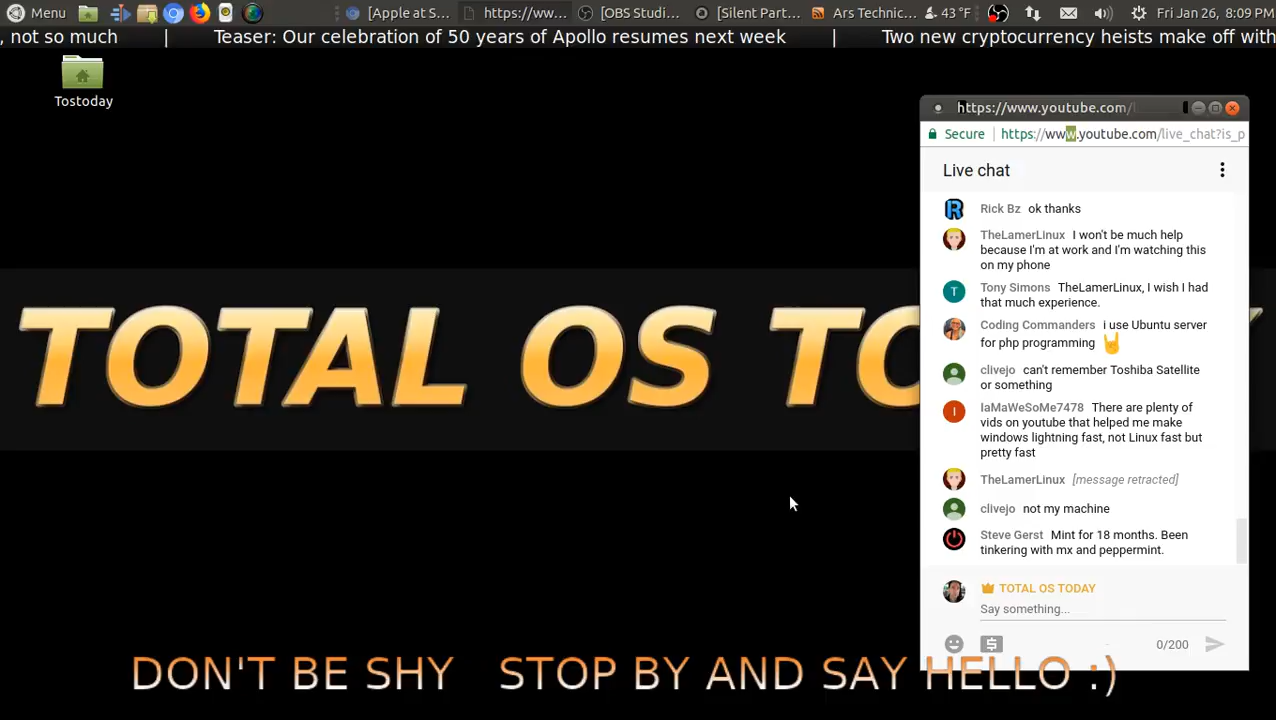 Menu [Apple at S... https://ww... [OBS Studi... [Silent Part... Ars Technic... 43 °F Fri Jan 26, 8:09 PM
, not so much | Teaser: Our celebration of 50 years of Apollo resumes next week | Two new cryptocurrency heists make off with
Tostoday
https://www.youtube.com/l
Secure | https://www.youtube.com/live_chat?is_p
Live chat
Rick Bz ok thanks
TheLamerLinux I won't be much help
because I'm at work and I'm watching this
on my phone
Tony Simons TheLamerLinux, I wish I had
that much experience.
Coding Commanders i use Ubuntu server
for php programming 🤘
clivejo can't remember Toshiba Satellite
or something
IaMaWeSoMe7478 There are plenty of
vids on youtube that helped me make
windows lightning fast, not Linux fast but
pretty fast
TheLamerLinux [message retracted]
clivejo not my machine
Steve Gerst Mint for 18 months. Been
tinkering with mx and peppermint.
TOTAL OS TODAY
Say something...
0/200
TOTAL OS TO
DON'T BE SHY STOP BY AND SAY HELLO :)